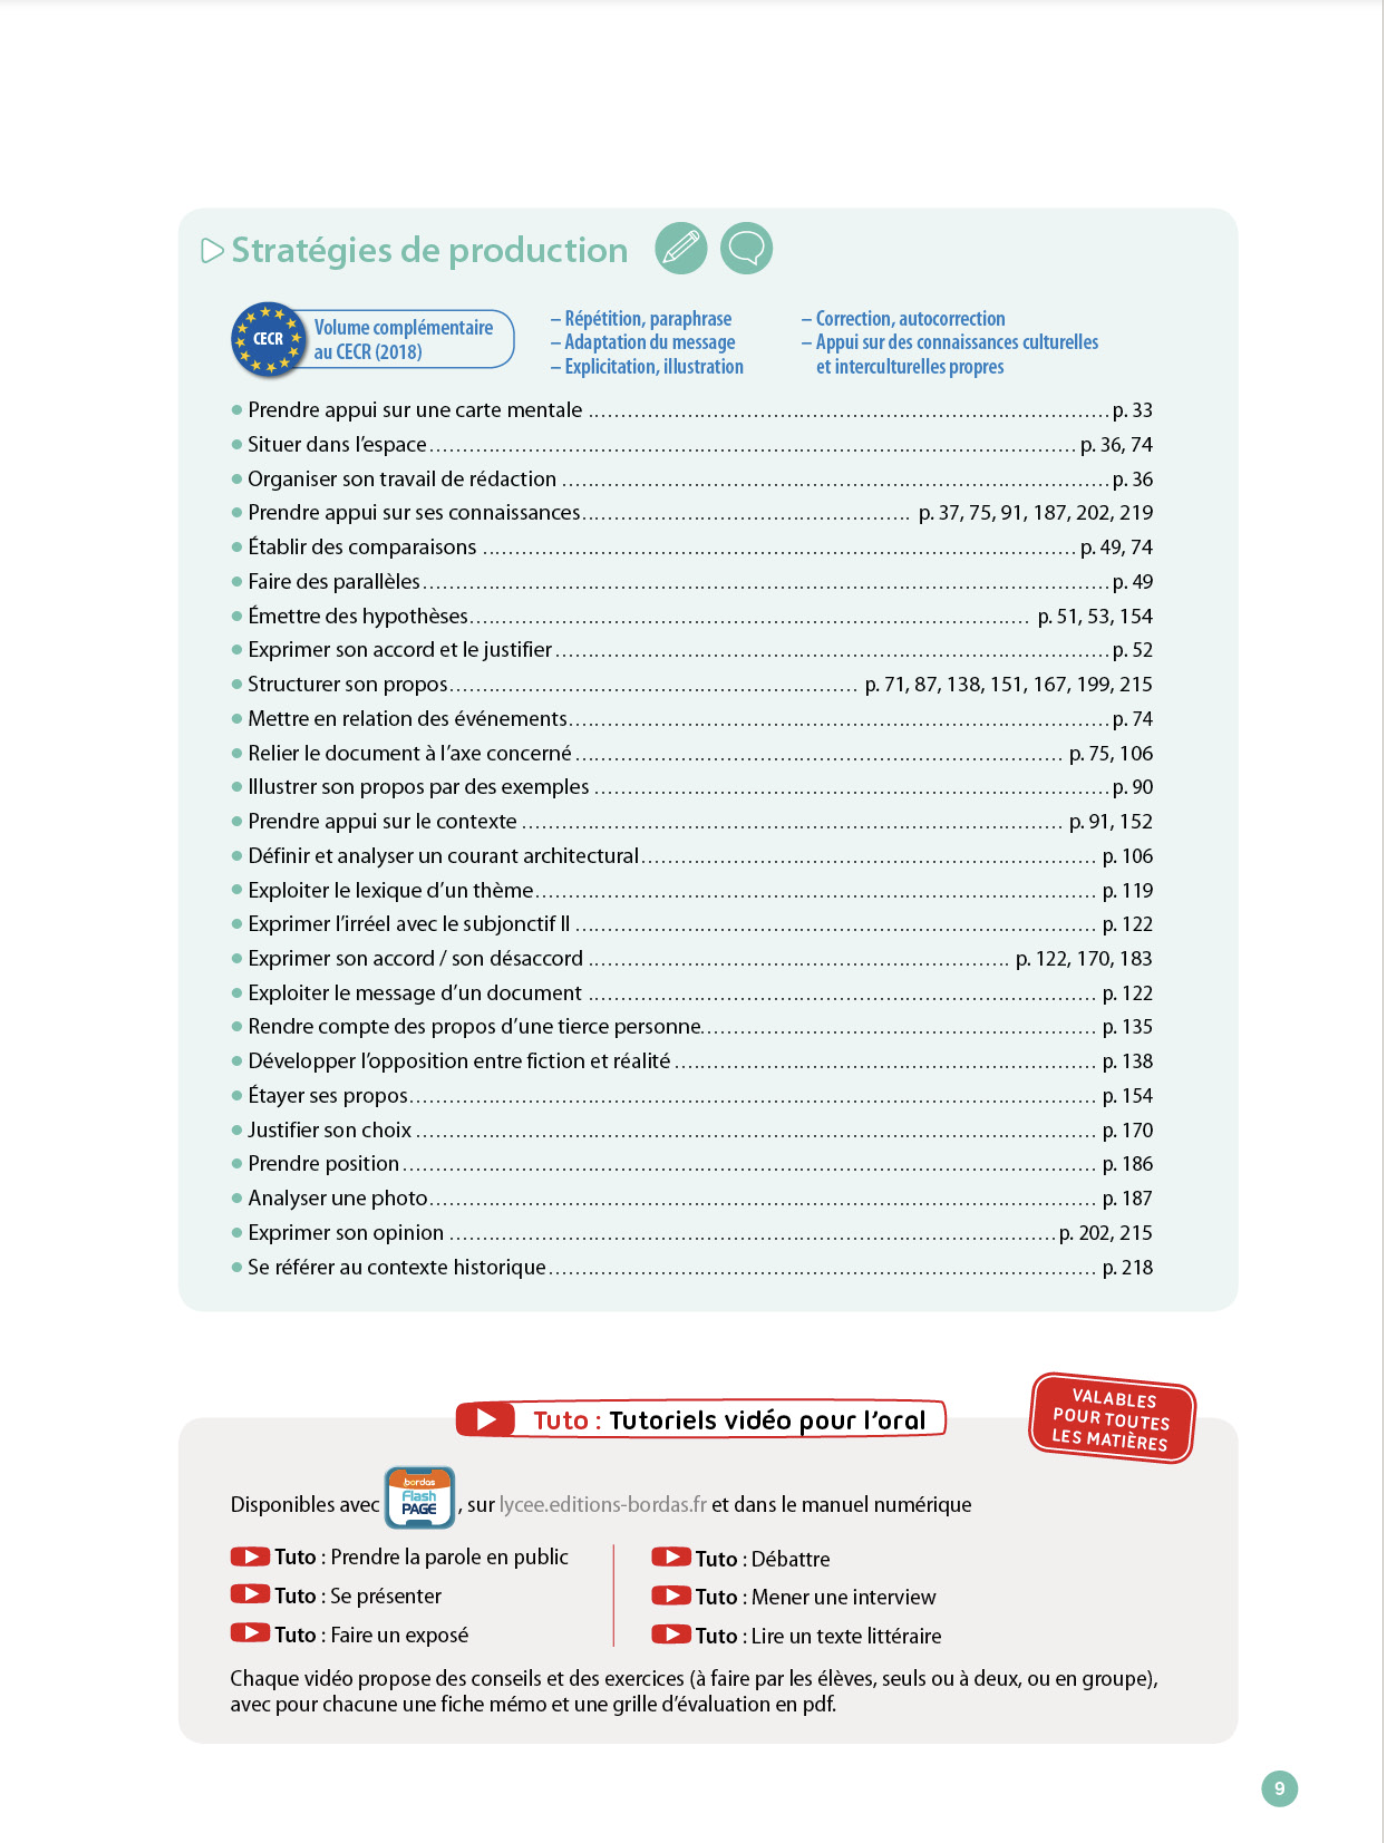 Stratégies de production
CECR
Volume complémentaire
au CECR (2018)
– Répétition, paraphrase
– Adaptation du message
– Explicitation, illustration
– Correction, autocorrection
– Appui sur des connaissances culturelles
et interculturelles propres
• Prendre appui sur une carte mentale ........ p. 33
• Situer dans l’espace ........ p. 36, 74
• Organiser son travail de rédaction ........ p. 36
• Prendre appui sur ses connaissances ........ p. 37, 75, 91, 187, 202, 219
• Établir des comparaisons ........ p. 49, 74
• Faire des parallèles ........ p. 49
• Émettre des hypothèses ........ p. 51, 53, 154
• Exprimer son accord et le justifier ........ p. 52
• Structurer son propos ........ p. 71, 87, 138, 151, 167, 199, 215
• Mettre en relation des événements ........ p. 74
• Relier le document à l’axe concerné ........ p. 75, 106
• Illustrer son propos par des exemples ........ p. 90
• Prendre appui sur le contexte ........ p. 91, 152
• Définir et analyser un courant architectural ........ p. 106
• Exploiter le lexique d’un thème ........ p. 119
• Exprimer l’irréel avec le subjonctif II ........ p. 122
• Exprimer son accord / son désaccord ........ p. 122, 170, 183
• Exploiter le message d’un document ........ p. 122
• Rendre compte des propos d’une tierce personne ........ p. 135
• Développer l’opposition entre fiction et réalité ........ p. 138
• Étayer ses propos ........ p. 154
• Justifier son choix ........ p. 170
• Prendre position ........ p. 186
• Analyser une photo ........ p. 187
• Exprimer son opinion ........ p. 202, 215
• Se référer au contexte historique ........ p. 218
Tuto : Tutoriels vidéo pour l’oral
VALABLES
POUR TOUTES
LES MATIÈRES
bordas
Flash
PAGE
Disponibles avec , sur lycee.editions-bordas.fr et dans le manuel numérique
Tuto : Prendre la parole en public
Tuto : Se présenter
Tuto : Faire un exposé
Tuto : Débattre
Tuto : Mener une interview
Tuto : Lire un texte littéraire
Chaque vidéo propose des conseils et des exercices (à faire par les élèves, seuls ou à deux, ou en groupe),
avec pour chacune une fiche mémo et une grille d’évaluation en pdf.
9